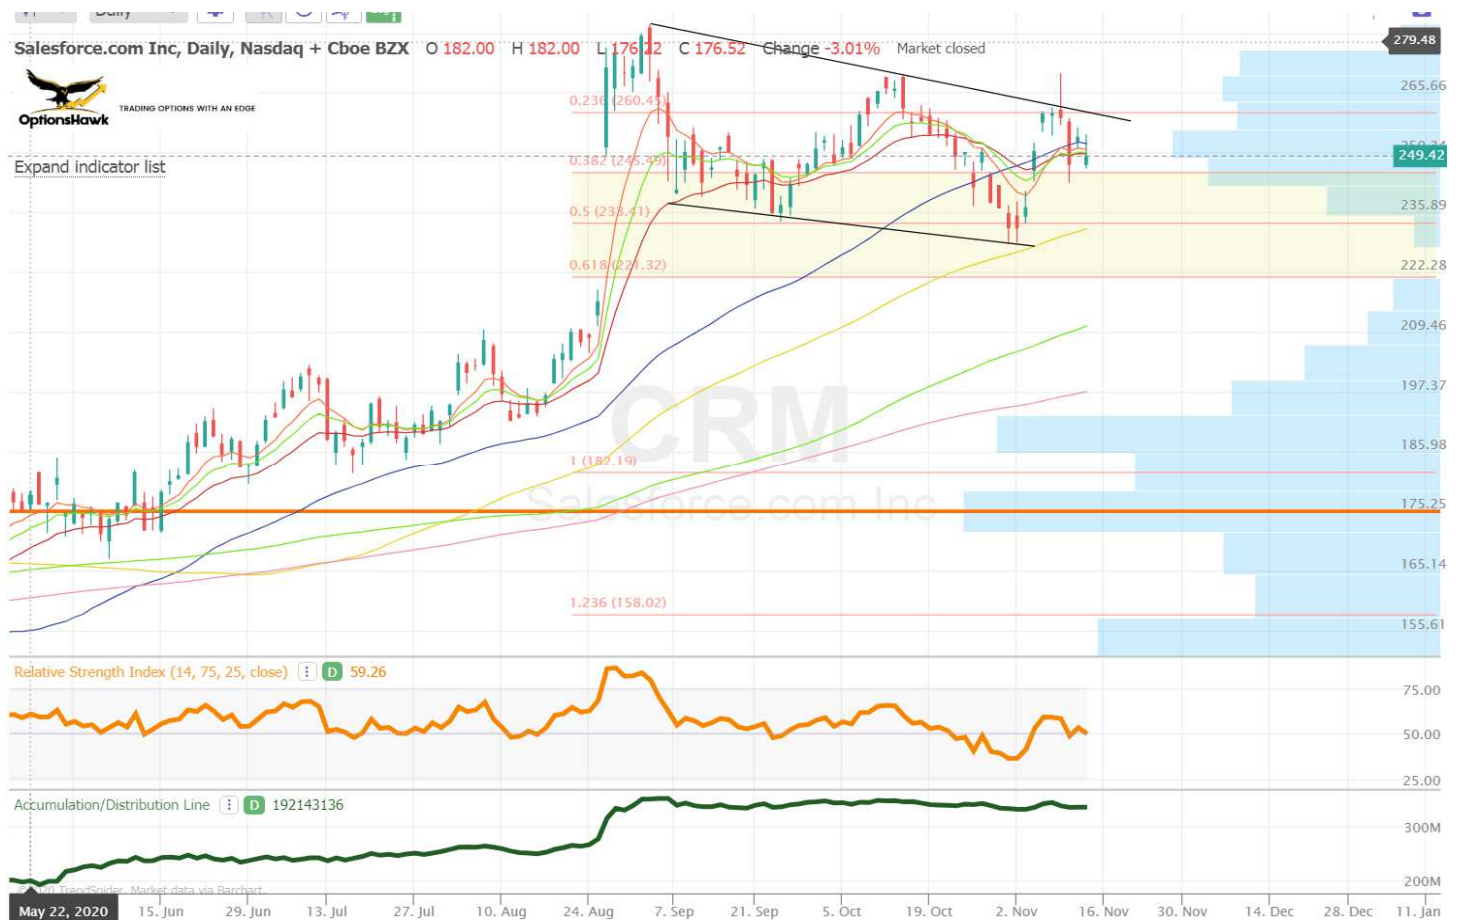 Daily
Salesforce.com Inc, Daily, Nasdaq + Cboe BZX O 182.00 H 182.00 L 176.22 C 176.52 Change -3.01% Market closed
279.48
265.66
250.34
249.42
235.89
222.28
209.46
197.37
185.98
175.25
165.14
155.61
TRADING OPTIONS WITH AN EDGE
OptionsHawk
Expand indicator list
0.236 (260.45)
0.382 (245.49)
0.5 (233.41)
0.618 (221.32)
1 (182.19)
1.236 (158.02)
CRM
Salesforce.com Inc
Relative Strength Index (14, 75, 25, close) D 59.26
75.00
50.00
25.00
Accumulation/Distribution Line D 192143136
300M
200M
© 2020 TrendSpider. Market data via Barchart.
May 22, 2020 15. Jun 29. Jun 13. Jul 27. Jul 10. Aug 24. Aug 7. Sep 21. Sep 5. Oct 19. Oct 2. Nov 16. Nov 30. Nov 14. Dec 28. Dec 11. Jan